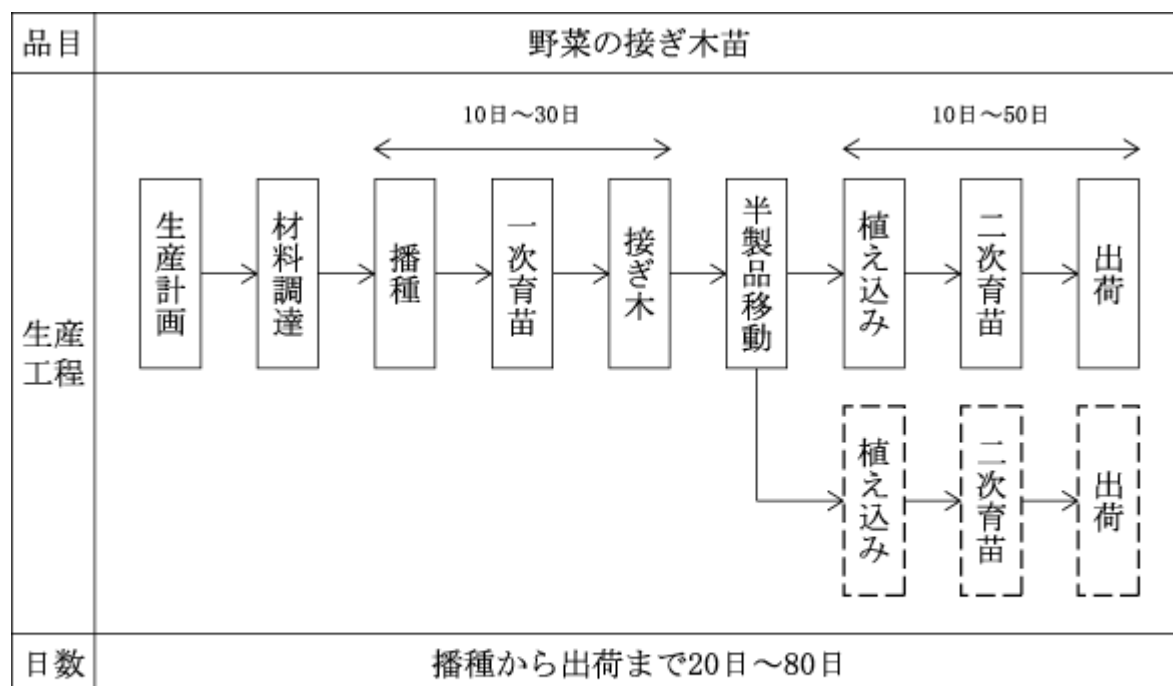 品目
野菜の接ぎ木苗
生産
工程
10日～30日
10日～50日
生産計画
材料調達
播種
一次育苗
接ぎ木
半製品移動
植え込み
二次育苗
出荷
植え込み
二次育苗
出荷
日数
播種から出荷まで20日～80日